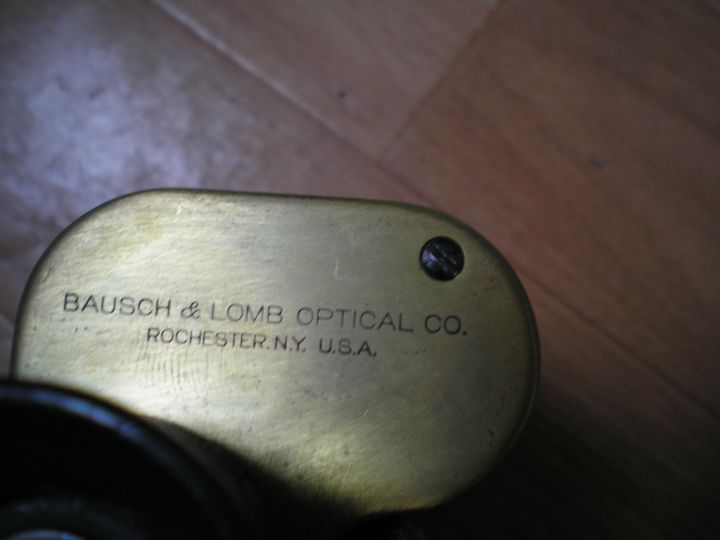 BAUSCH & LOMB OPTICAL CO.
ROCHESTER. N.Y. U.S.A.